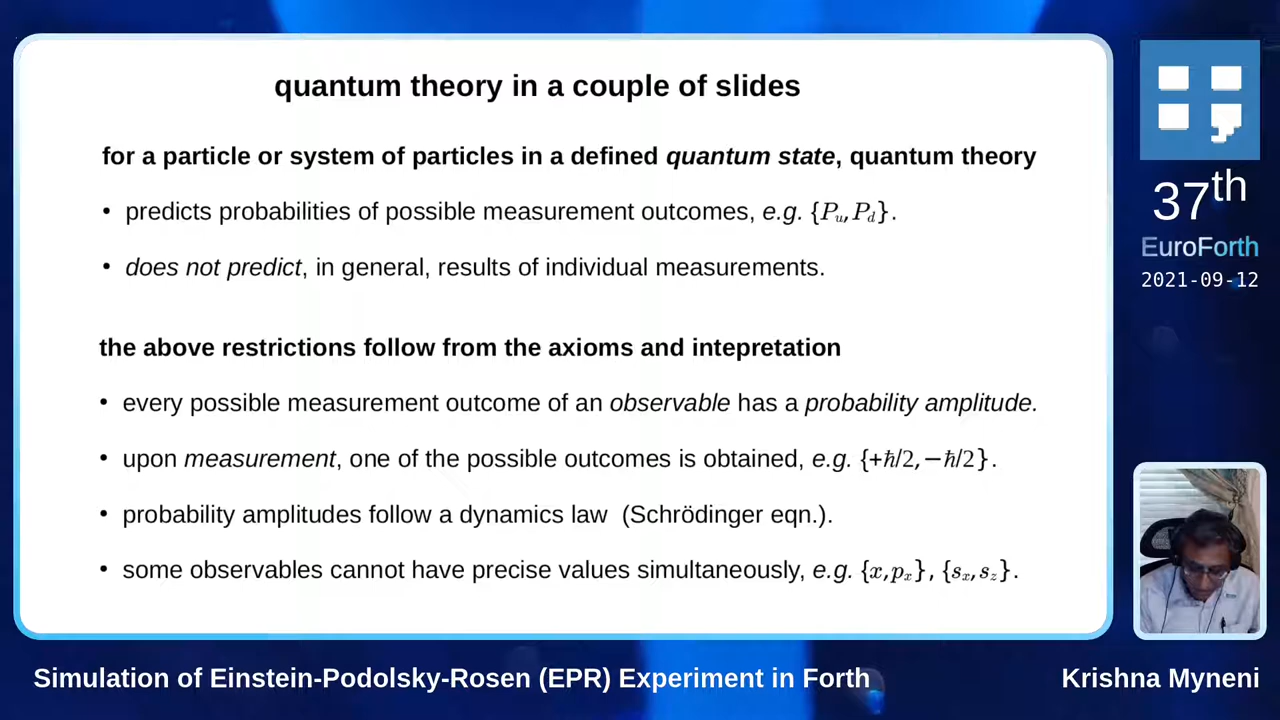 quantum theory in a couple of slides
for a particle or system of particles in a defined quantum state, quantum theory
• predicts probabilities of possible measurement outcomes, e.g. {Pᵤ, P_d}.
• does not predict, in general, results of individual measurements.
the above restrictions follow from the axioms and intepretation
• every possible measurement outcome of an observable has a probability amplitude.
• upon measurement, one of the possible outcomes is obtained, e.g. {+ħ/2, −ħ/2}.
• probability amplitudes follow a dynamics law (Schrödinger eqn.).
• some observables cannot have precise values simultaneously, e.g. {x, pₓ}, {sₓ, s_z}.
37th
EuroForth
2021-09-12
Simulation of Einstein-Podolsky-Rosen (EPR) Experiment in Forth
Krishna Myneni